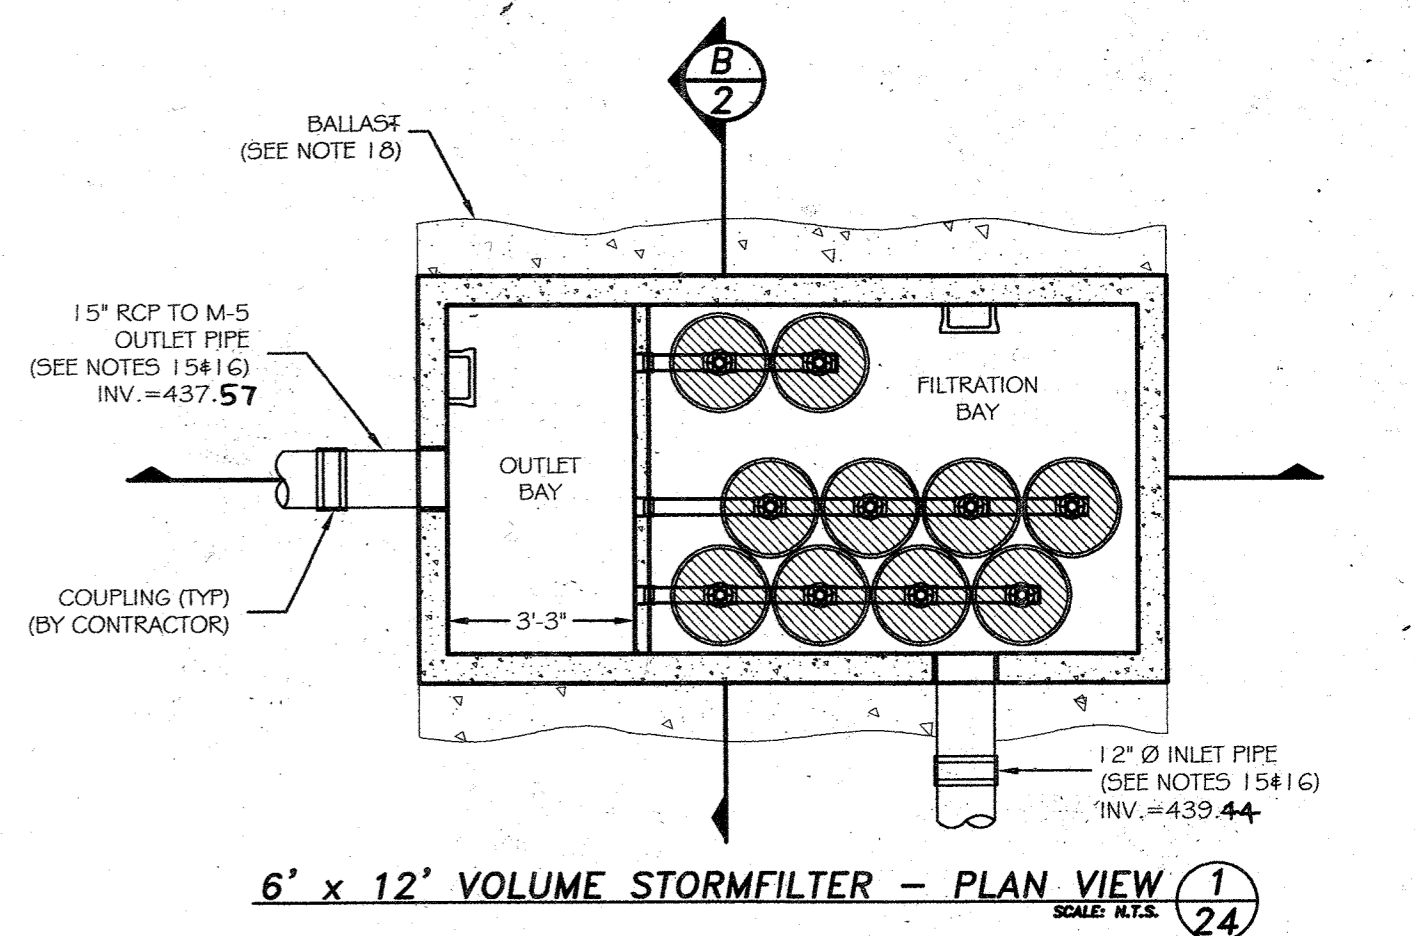 B
2
BALLAST
(SEE NOTE 18)
15" RCP TO M-5
OUTLET PIPE
(SEE NOTES 15&16)
INV.=437.57
FILTRATION
BAY
OUTLET
BAY
COUPLING (TYP)
(BY CONTRACTOR)
3'-3"
12" Ø INLET PIPE
(SEE NOTES 15&16)
INV.=439.44
6' x 12' VOLUME STORMFILTER - PLAN VIEW
SCALE: N.T.S.
1
24